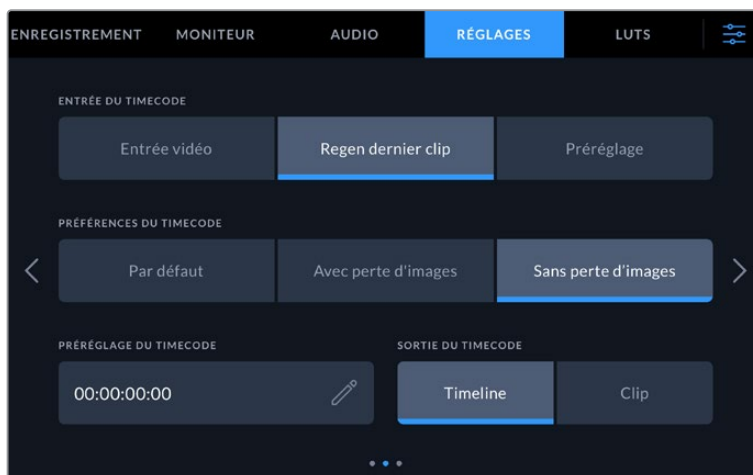 ENREGISTREMENT MONITEUR AUDIO RÉGLAGES LUTS
ENTRÉE DU TIMECODE
Entrée vidéo Regen dernier clip Préréglage
PRÉFÉRENCES DU TIMECODE
Par défaut Avec perte d'images Sans perte d'images
PRÉRÉGLAGE DU TIMECODE SORTIE DU TIMECODE
00:00:00:00 Timeline Clip